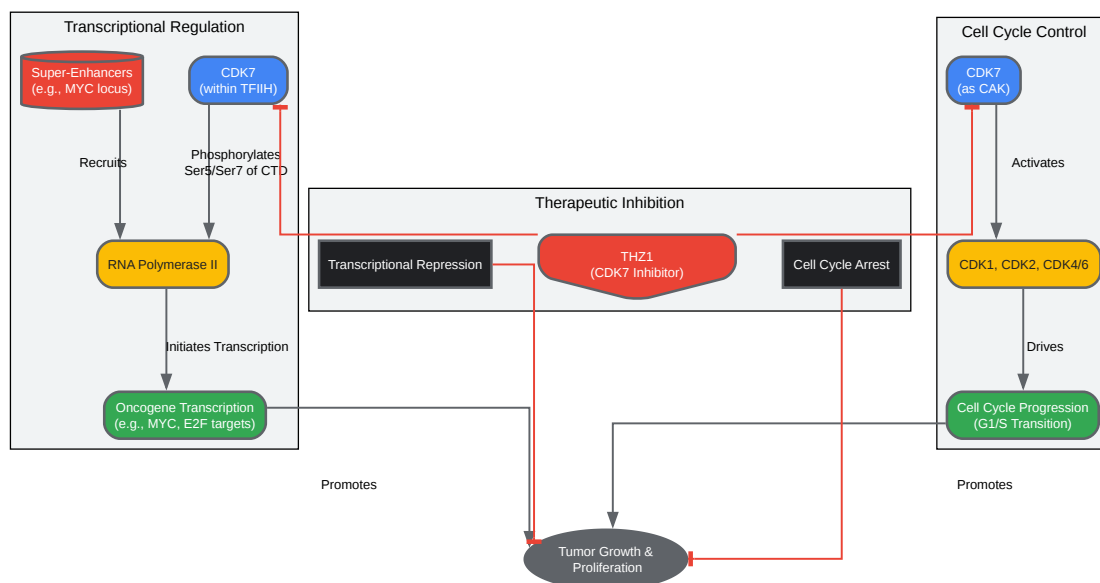 Transcriptional Regulation
Super-Enhancers
(e.g., MYC locus)
CDK7
(within TFIIH)
Recruits
Phosphorylates
Ser5/Ser7 of CTD
RNA Polymerase II
Initiates Transcription
Oncogene Transcription
(e.g., MYC, E2F targets)
Promotes
Therapeutic Inhibition
Transcriptional Repression
THZ1
(CDK7 Inhibitor)
Cell Cycle Arrest
Cell Cycle Control
CDK7
(as CAK)
Activates
CDK1, CDK2, CDK4/6
Drives
Cell Cycle Progression
(G1/S Transition)
Promotes
Tumor Growth &
Proliferation